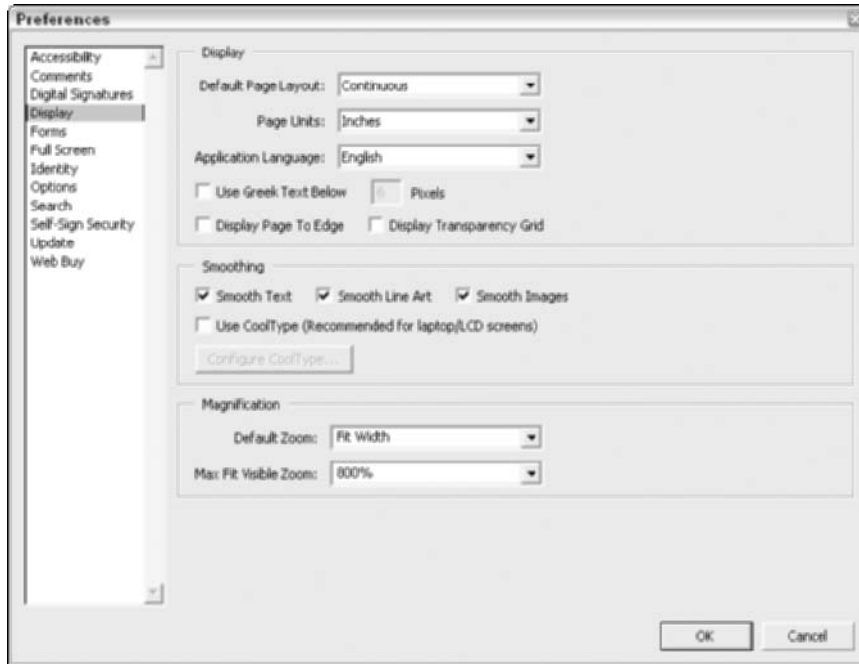 Preferences
Accessibility
Comments
Digital Signatures
Display
Forms
Full Screen
Identity
Options
Search
Self-Sign Security
Update
Web Buy
Display
Default Page Layout: Continuous
Page Units: Inches
Application Language: English
Use Greek Text Below 6 Pixels
Display Page To Edge Display Transparency Grid
Smoothing
Smooth Text Smooth Line Art Smooth Images
Use CoolType (Recommended for laptop/LCD screens)
Configure CoolType...
Magnification
Default Zoom: Fit Width
Max Fit Visible Zoom: 800%
OK Cancel